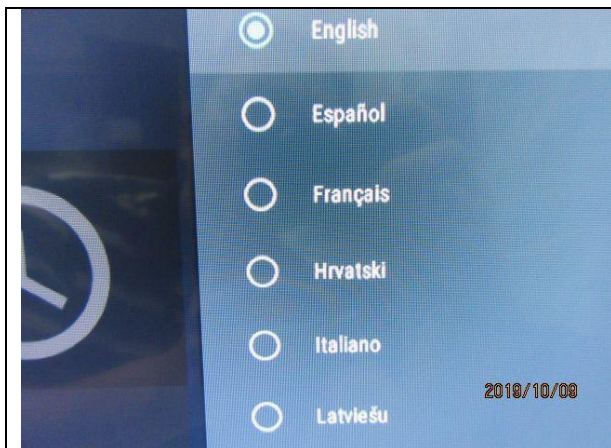 English
Español
Français
Hrvatski
Italiano
2019/10/09
Latviešu